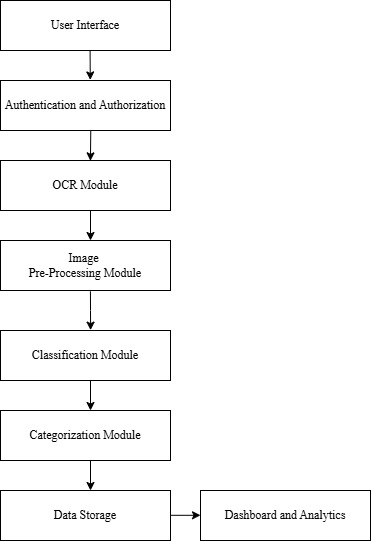 User Interface
Authentication and Authorization
OCR Module
Image
Pre-Processing Module
Classification Module
Categorization Module
Data Storage
Dashboard and Analytics